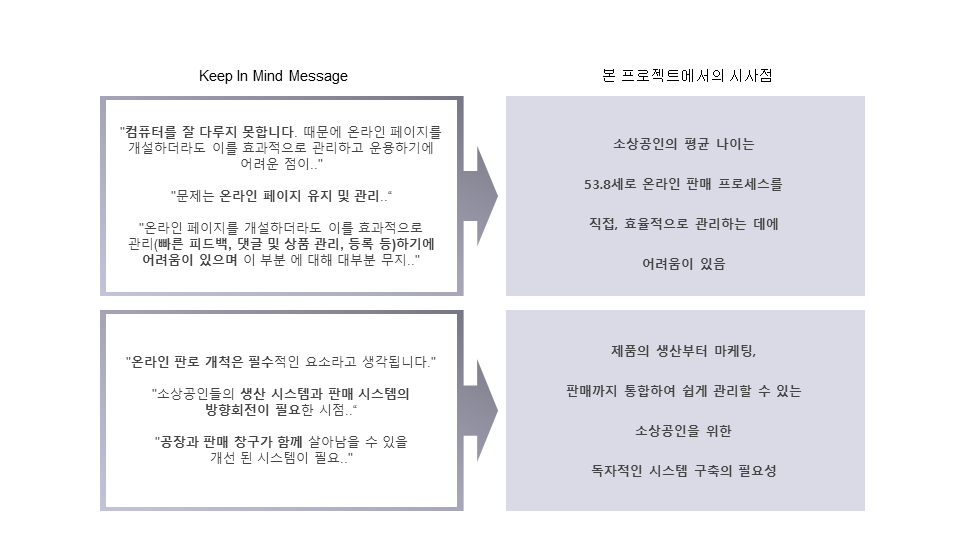 Keep In Mind Message
본 프로젝트에서의 시사점
"컴퓨터를 잘 다루지 못합니다. 때문에 온라인 페이지를
개설하더라도 이를 효과적으로 관리하고 운용하기에
어려운 점이.."
"문제는 온라인 페이지 유지 및 관리..“
"온라인 페이지를 개설하더라도 이를 효과적으로
관리(빠른 피드백, 댓글 및 상품 관리, 등록 등)하기에
어려움이 있으며 이 부분 에 대해 대부분 무지.."
소상공인의 평균 나이는
53.8세로 온라인 판매 프로세스를
직접, 효율적으로 관리하는 데에
어려움이 있음
"온라인 판로 개척은 필수적인 요소라고 생각됩니다."
"소상공인들의 생산 시스템과 판매 시스템의
방향회전이 필요한 시점..“
"공장과 판매 창구가 함께 살아남을 수 있을
개선 된 시스템이 필요.."
제품의 생산부터 마케팅,
판매까지 통합하여 쉽게 관리할 수 있는
소상공인을 위한
독자적인 시스템 구축의 필요성